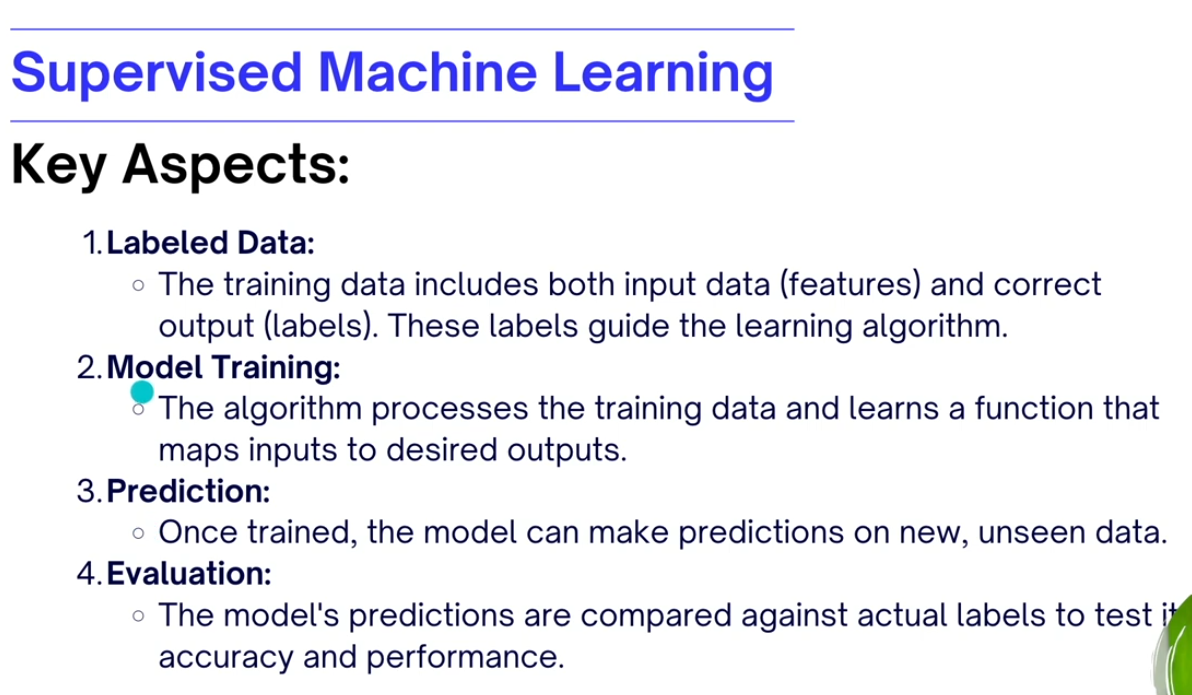 Supervised Machine Learning
Key Aspects:
1. Labeled Data:
○ The training data includes both input data (features) and correct
output (labels). These labels guide the learning algorithm.
2. Model Training:
○ The algorithm processes the training data and learns a function that
maps inputs to desired outputs.
3. Prediction:
○ Once trained, the model can make predictions on new, unseen data.
4. Evaluation:
○ The model's predictions are compared against actual labels to test
accuracy and performance.